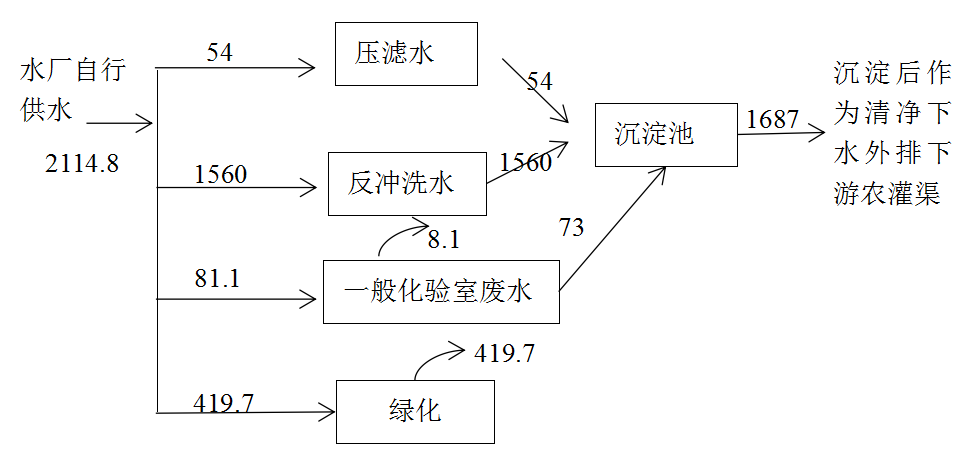 水厂自行
供水
2114.8
54
压滤水
54
1560
反冲洗水
1560
8.1
81.1
一般化验室废水
73
419.7
绿化
419.7
沉淀池
1687
沉淀后作
为清净下
水外排下
游农灌渠